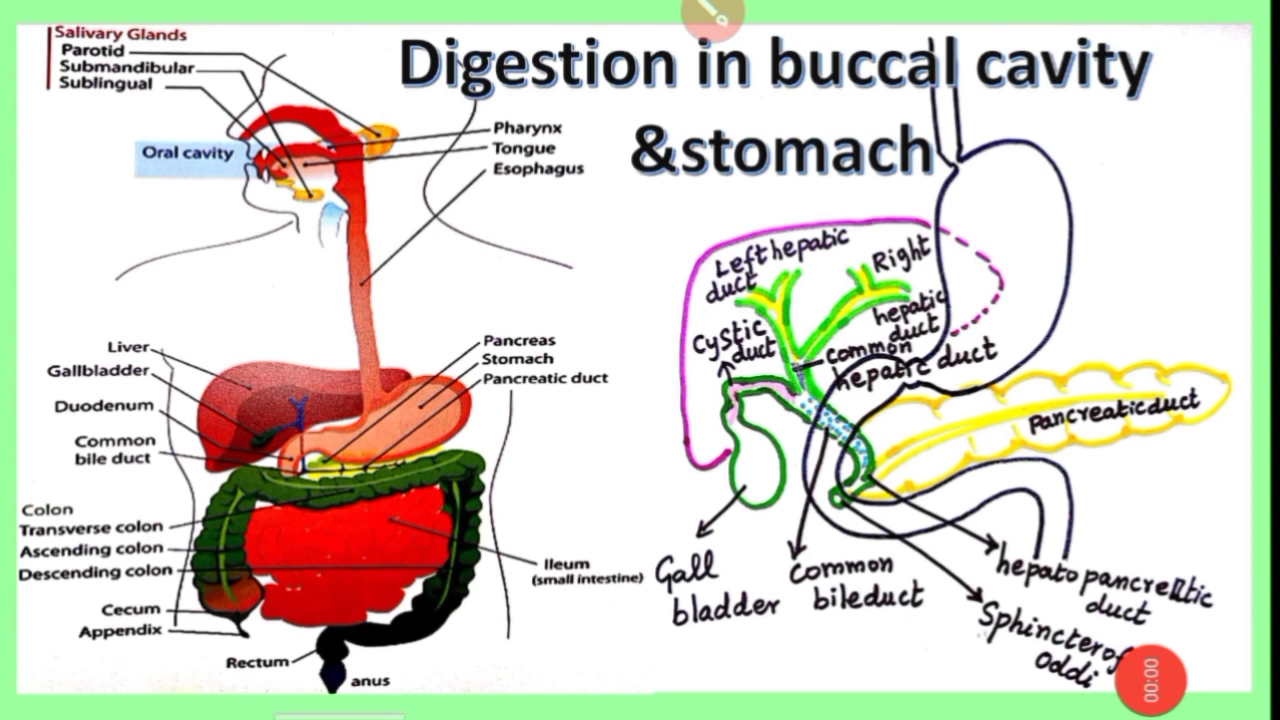 Digestion in buccal cavity
&stomach
Salivary Glands
Parotid
Submandibular
Sublingual
Oral cavity
Pharynx
Tongue
Esophagus
Liver
Gallbladder
Duodenum
Common
bile duct
Pancreas
Stomach
Pancreatic duct
Colon
Transverse colon
Ascending colon
Descending colon
Cecum
Appendix
Rectum
anus
Ileum
(small intestine)
Left hepatic
duct
Right
hepatic
duct
Cystic
duct
common
hepatic duct
Pancreatic duct
Gall
bladder
Common
bileduct
hepato pancreatic
duct
Sphincter of
Oddi
00:00